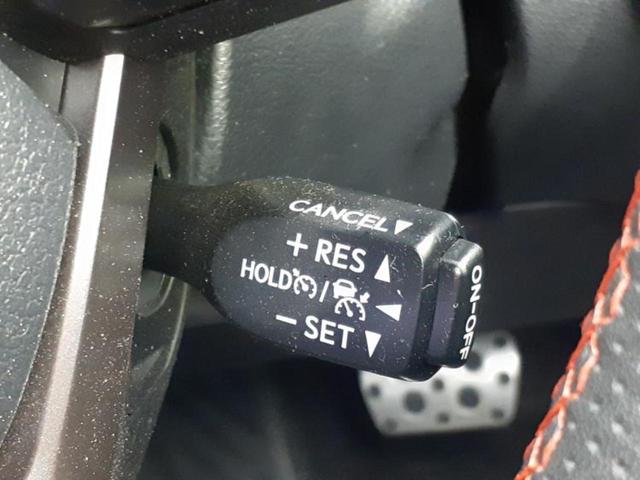 CANCEL
+ RES
HOLD /
− SET
ON-OFF